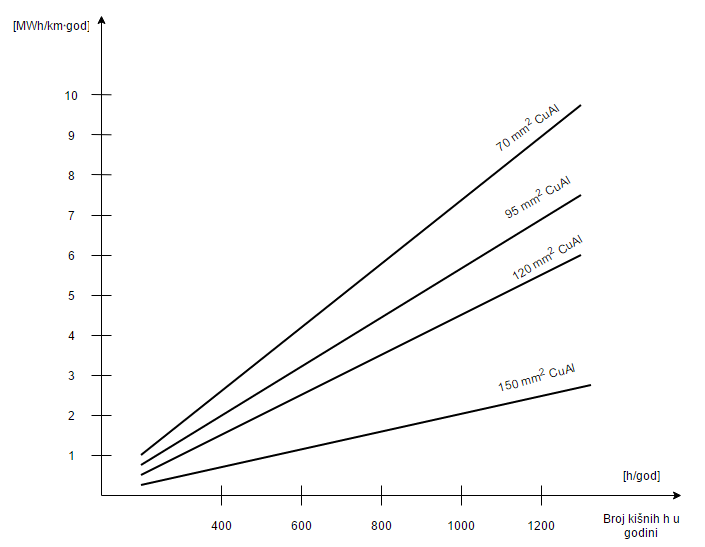 [MWh/km·god]
10
9
8
7
6
5
4
3
2
1
70 mm² CuAl
95 mm² CuAl
120 mm² CuAl
150 mm² CuAl
[h/god]
400
600
800
1000
1200
Broj kišnih h u
godini